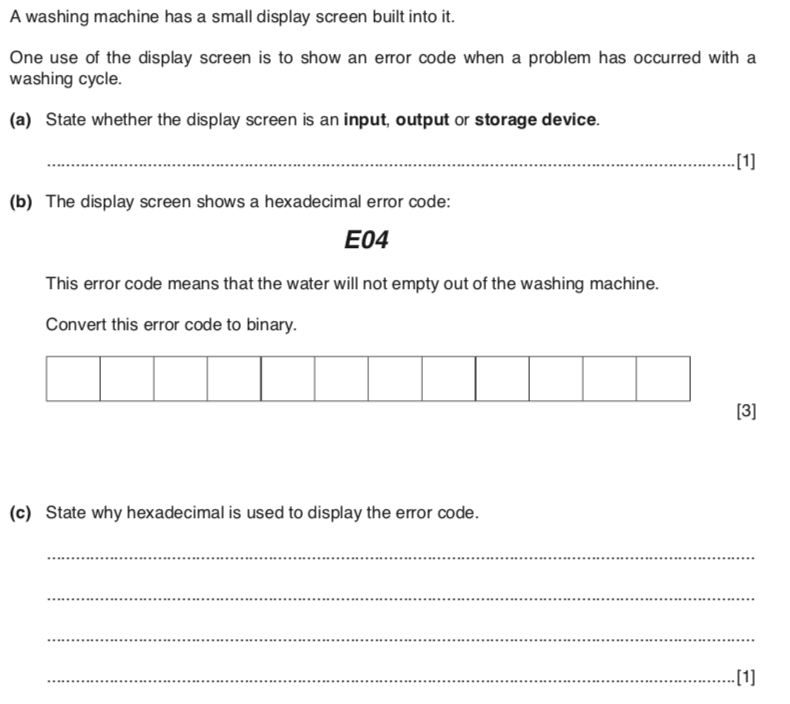 A washing machine has a small display screen built into it.
One use of the display screen is to show an error code when a problem has occurred with a
washing cycle.
(a) State whether the display screen is an input, output or storage device.
..........................................................................................................................................[1]
(b) The display screen shows a hexadecimal error code:
E04
This error code means that the water will not empty out of the washing machine.
Convert this error code to binary.
[3]
(c) State why hexadecimal is used to display the error code.
..............................................................................................................................................
..............................................................................................................................................
..............................................................................................................................................
..........................................................................................................................................[1]